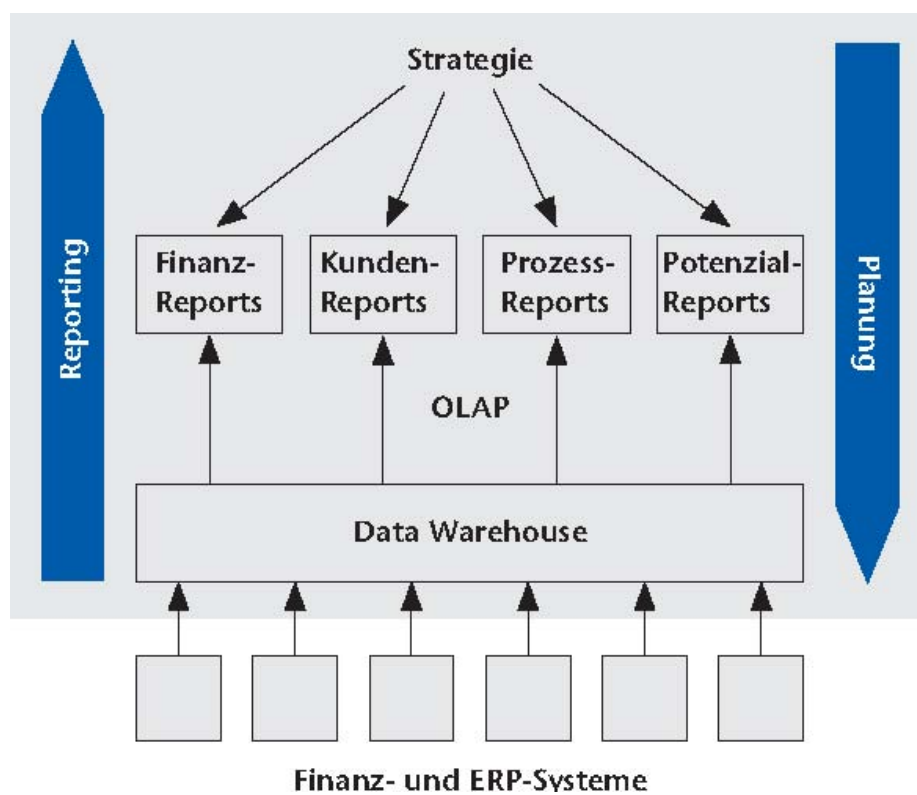 Strategie
Reporting
Finanz-
Reports
Kunden-
Reports
Prozess-
Reports
Potenzial-
Reports
Planung
OLAP
Data Warehouse
Finanz- und ERP-Systeme